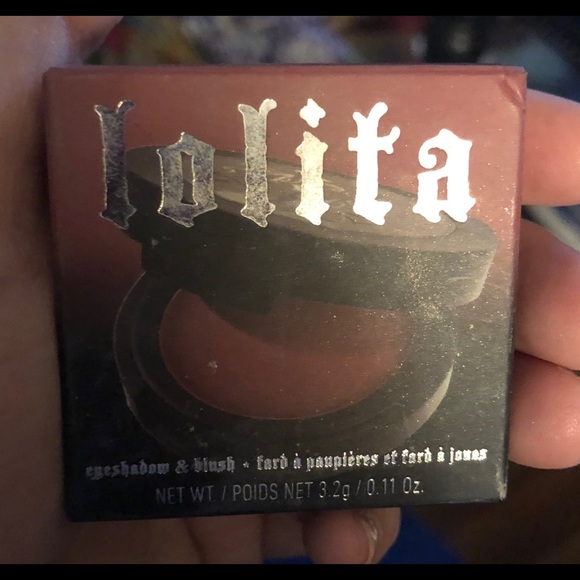 lolita
eyeshadow & blush • fard à paupières et fard à joues
NET WT. / POIDS NET 3.2g / 0.11 Oz.